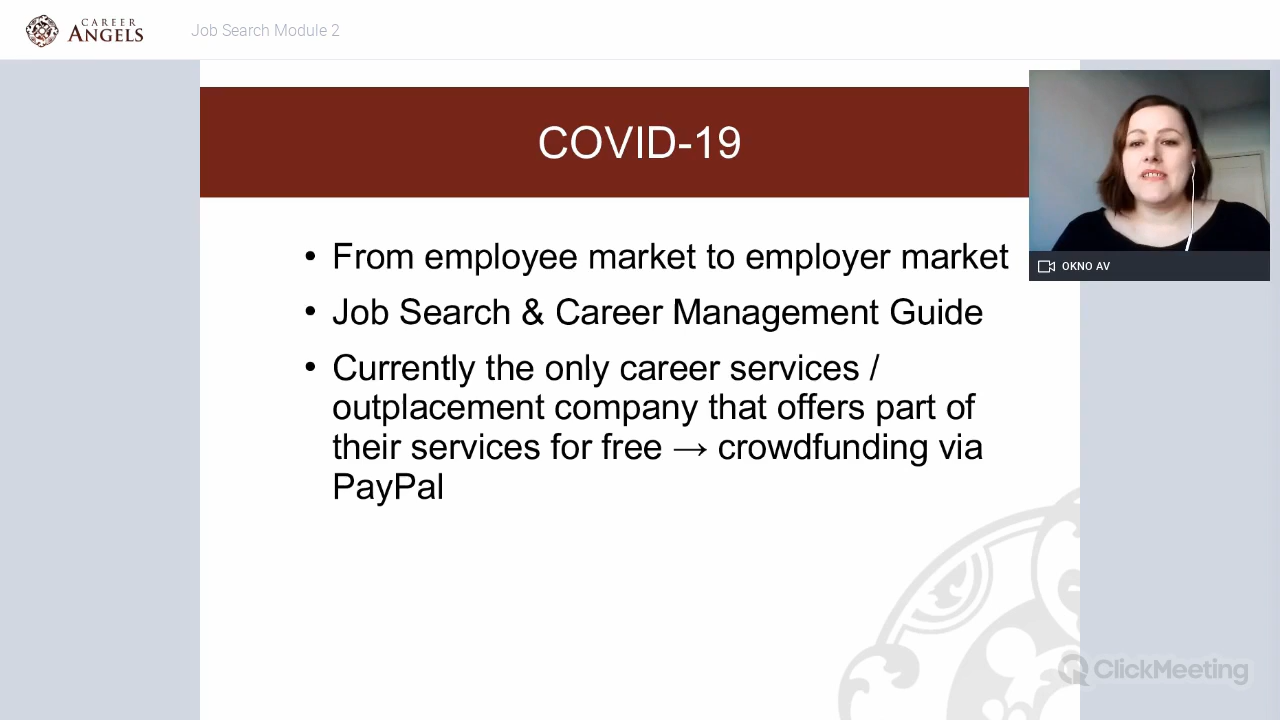 CAREER
ANGELS
Job Search Module 2
COVID-19
• From employee market to employer market
• Job Search & Career Management Guide
• Currently the only career services /
outplacement company that offers part of
their services for free → crowdfunding via
PayPal
OKNO AV
ClickMeeting